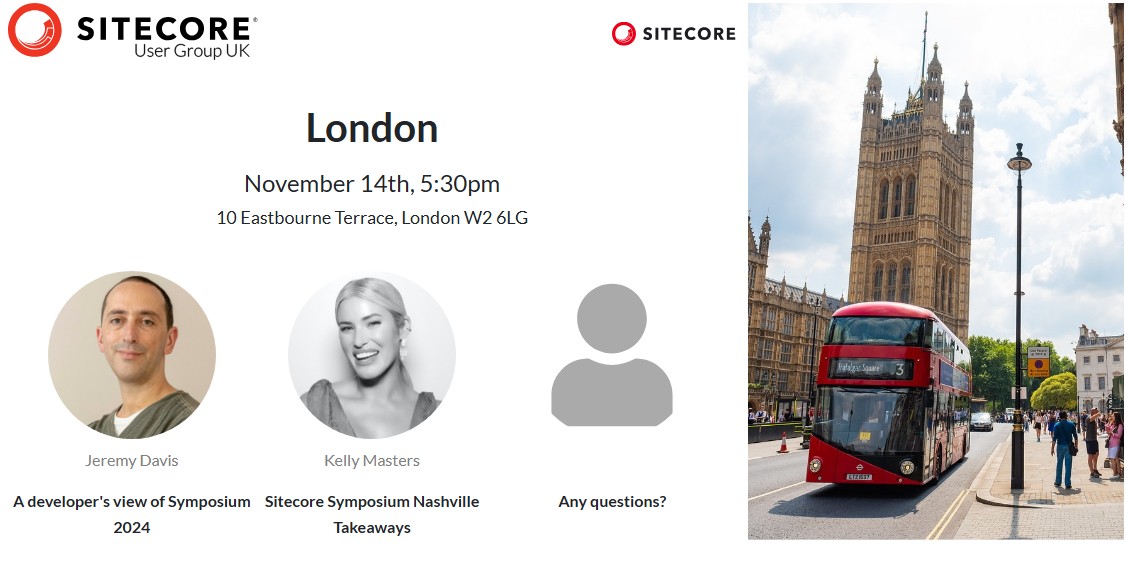 SITECORE
User Group UK
SITECORE
London
November 14th, 5:30pm
10 Eastbourne Terrace, London W2 6LG
Jeremy Davis
Kelly Masters
A developer's view of Symposium
2024
Sitecore Symposium Nashville
Takeaways
Any questions?
Trafalgar Square 3